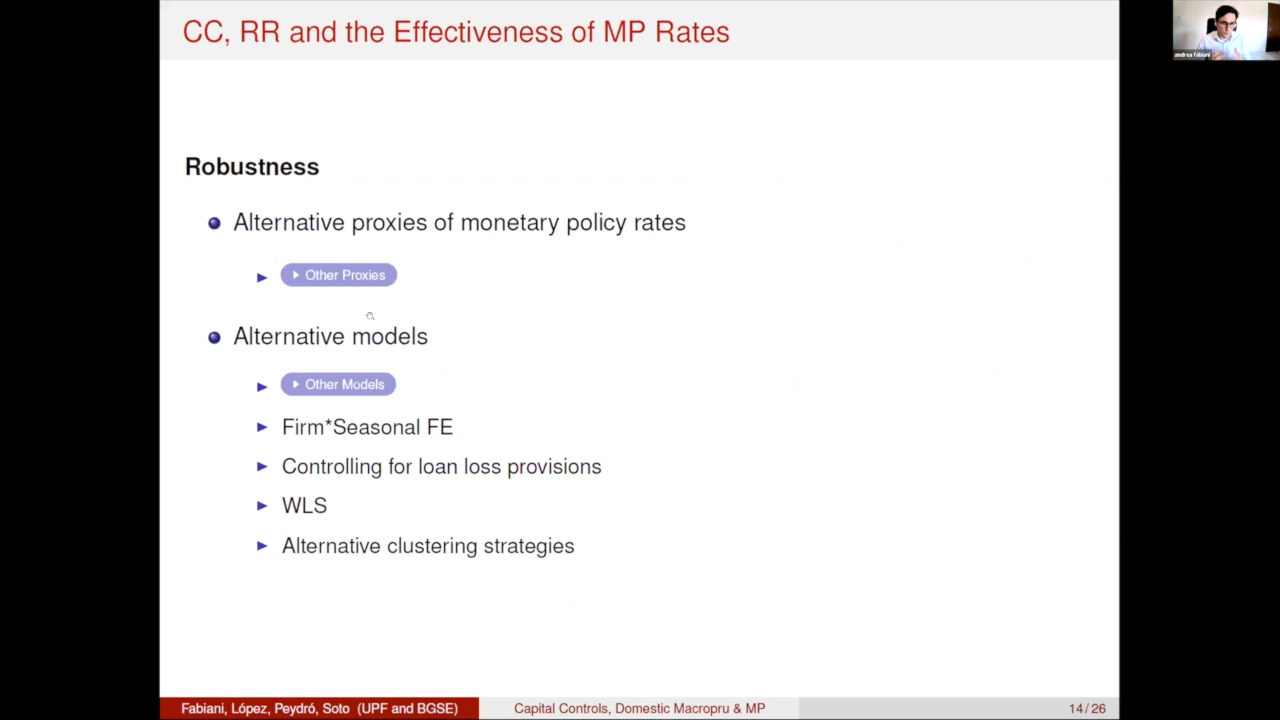 CC, RR and the Effectiveness of MP Rates
andrea fabiani
Robustness
Alternative proxies of monetary policy rates
Other Proxies
Alternative models
Other Models
Firm*Seasonal FE
Controlling for loan loss provisions
WLS
Alternative clustering strategies
Fabiani, López, Peydró, Soto (UPF and BGSE)
Capital Controls, Domestic Macropru & MP
14 / 26